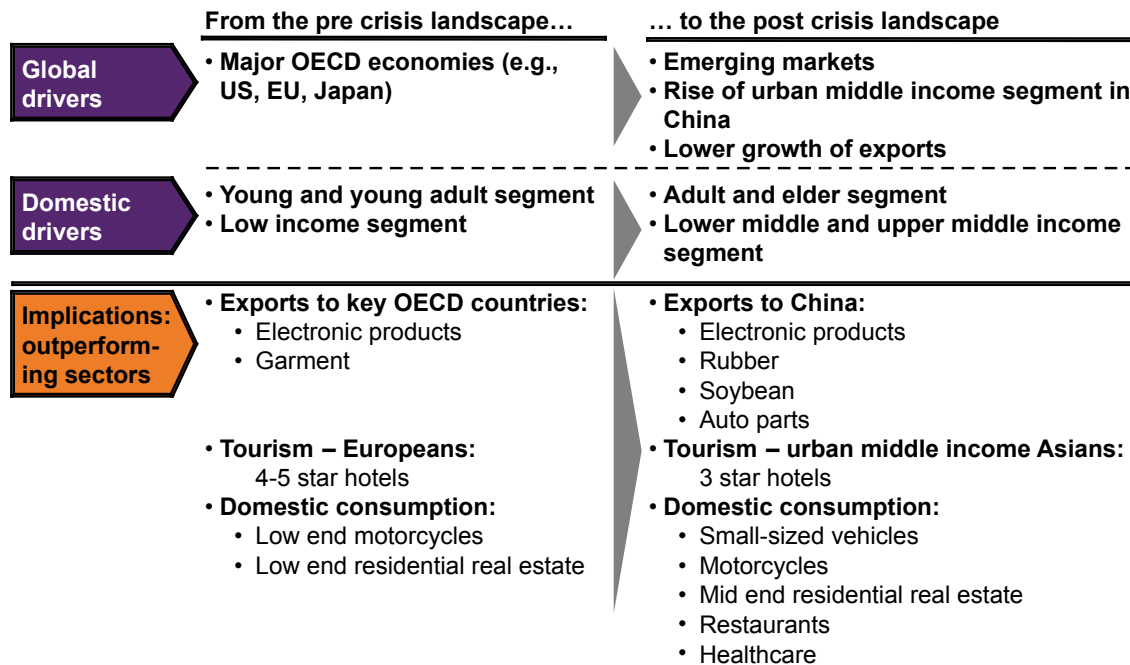 From the pre crisis landscape…
… to the post crisis landscape
Global
drivers
• Major OECD economies (e.g.,
US, EU, Japan)
• Emerging markets
• Rise of urban middle income segment in
China
• Lower growth of exports
Domestic
drivers
• Young and young adult segment
• Low income segment
• Adult and elder segment
• Lower middle and upper middle income
segment
Implications:
outperform-
ing sectors
• Exports to key OECD countries:
• Electronic products
• Garment
• Tourism – Europeans:
4-5 star hotels
• Domestic consumption:
• Low end motorcycles
• Low end residential real estate
• Exports to China:
• Electronic products
• Rubber
• Soybean
• Auto parts
• Tourism – urban middle income Asians:
3 star hotels
• Domestic consumption:
• Small-sized vehicles
• Motorcycles
• Mid end residential real estate
• Restaurants
• Healthcare